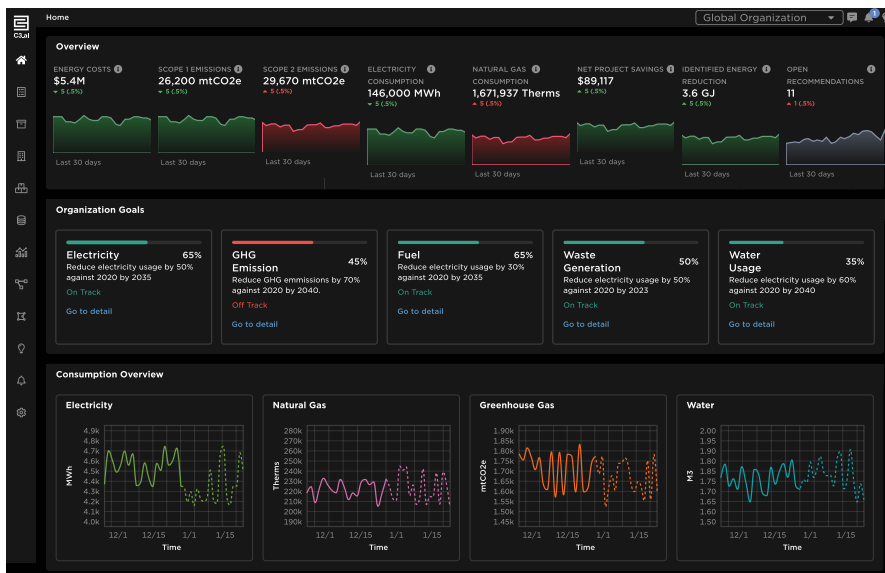 C3.ai
Home
Global Organization
1
Overview
ENERGY COSTS
$5.4M
5 (.5%)
Last 30 days
SCOPE 1 EMISSIONS
26,200 mtCO2e
5 (.5%)
SCOPE 2 EMISSIONS
29,670 mtCO2e
5 (.5%)
Last 30 days
ELECTRICITY
CONSUMPTION
146,000 MWh
5 (.5%)
Last 30 days
NATURAL GAS
CONSUMPTION
1,671,937 Therms
5 (.5%)
Last 30 days
NET PROJECT SAVINGS
$89,117
5 (.5%)
Last 30 days
IDENTIFIED ENERGY
REDUCTION
3.6 GJ
5 (.5%)
Last 30 days
OPEN
RECOMMENDATIONS
11
1 (.5%)
Last 30 days
Organization Goals
Electricity 65%
Reduce electricity usage by 50%
against 2020 by 2035
On Track
Go to detail
GHG
Emission 45%
Reduce GHG emmissions by 70%
against 2020 by 2040.
Off Track
Go to detail
Fuel 65%
Reduce electricity usage by 30%
against 2020 by 2035
On Track
Go to detail
Waste
Generation 50%
Reduce electricity usage by 50%
against 2020 by 2023
On Track
Go to detail
Water
Usage 35%
Reduce electricity usage by 60%
against 2020 by 2040
On Track
Go to detail
Consumption Overview
Electricity
MWh
4.9k
4.8k
4.7k
4.6k
4.5k
4.4k
4.3k
4.2k
4.1k
4.0k
12/1 12/15 1/1 1/15
Time
Natural Gas
Therms
280k
270k
260k
250k
240k
230k
220k
210k
200k
190k
12/1 12/15 1/1 1/15
Time
Greenhouse Gas
mtCO2e
1.90k
1.85k
1.80k
1.75k
1.70k
1.65k
1.60k
1.55k
1.50k
1.45k
12/1 12/15 1/1 1/15
Time
Water
M3
2.00
1.95
1.90
1.85
1.80
1.75
1.70
1.65
1.60
1.50
12/1 12/15 1/1 1/15
Time